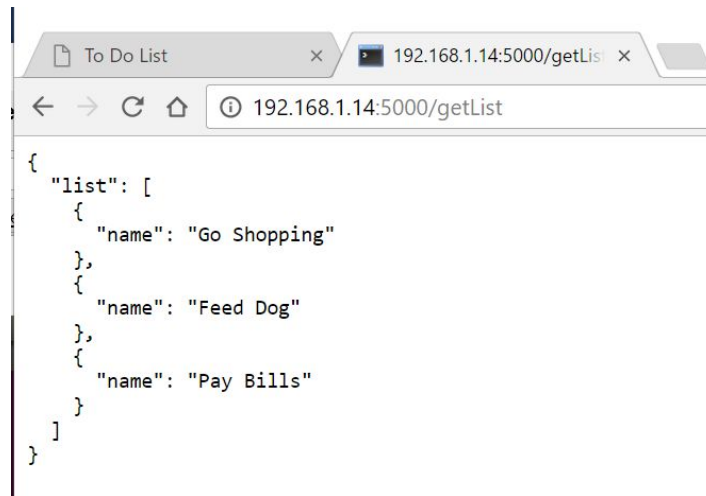 To Do List
192.168.1.14:5000/getLis
192.168.1.14:5000/getList
{
  "list": [
    {
      "name": "Go Shopping"
    },
    {
      "name": "Feed Dog"
    },
    {
      "name": "Pay Bills"
    }
  ]
}